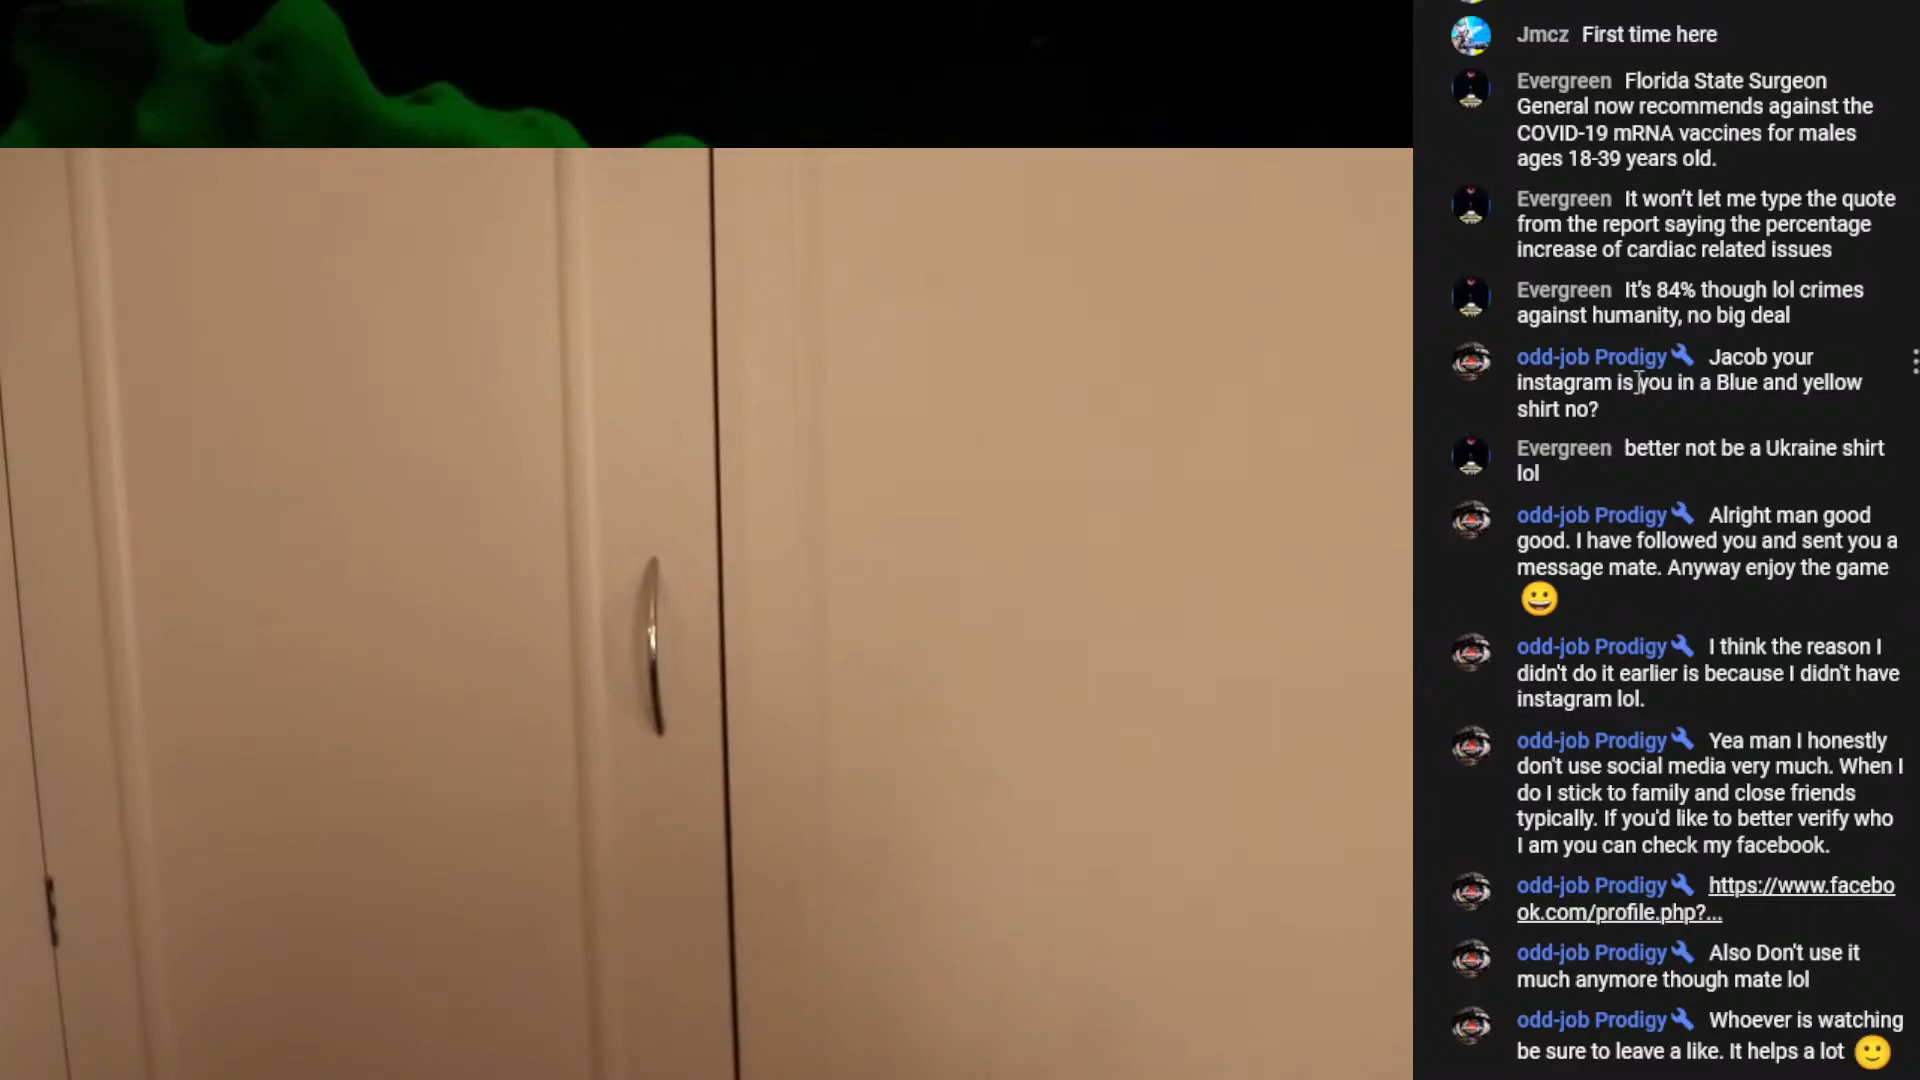 Jmcz First time here
Evergreen Florida State Surgeon
General now recommends against the
COVID-19 mRNA vaccines for males
ages 18-39 years old.
Evergreen It won't let me type the quote
from the report saying the percentage
increase of cardiac related issues
Evergreen It's 84% though lol crimes
against humanity, no big deal
odd-job Prodigy Jacob your
instagram is you in a Blue and yellow
shirt no?
Evergreen better not be a Ukraine shirt
lol
odd-job Prodigy Alright man good
good. I have followed you and sent you a
message mate. Anyway enjoy the game
😀
odd-job Prodigy I think the reason I
didn't do it earlier is because I didn't have
instagram lol.
odd-job Prodigy Yea man I honestly
don't use social media very much. When I
do I stick to family and close friends
typically. If you'd like to better verify who
I am you can check my facebook.
odd-job Prodigy https://www.facebo
ok.com/profile.php?...
odd-job Prodigy Also Don't use it
much anymore though mate lol
odd-job Prodigy Whoever is watching
be sure to leave a like. It helps a lot 🙂